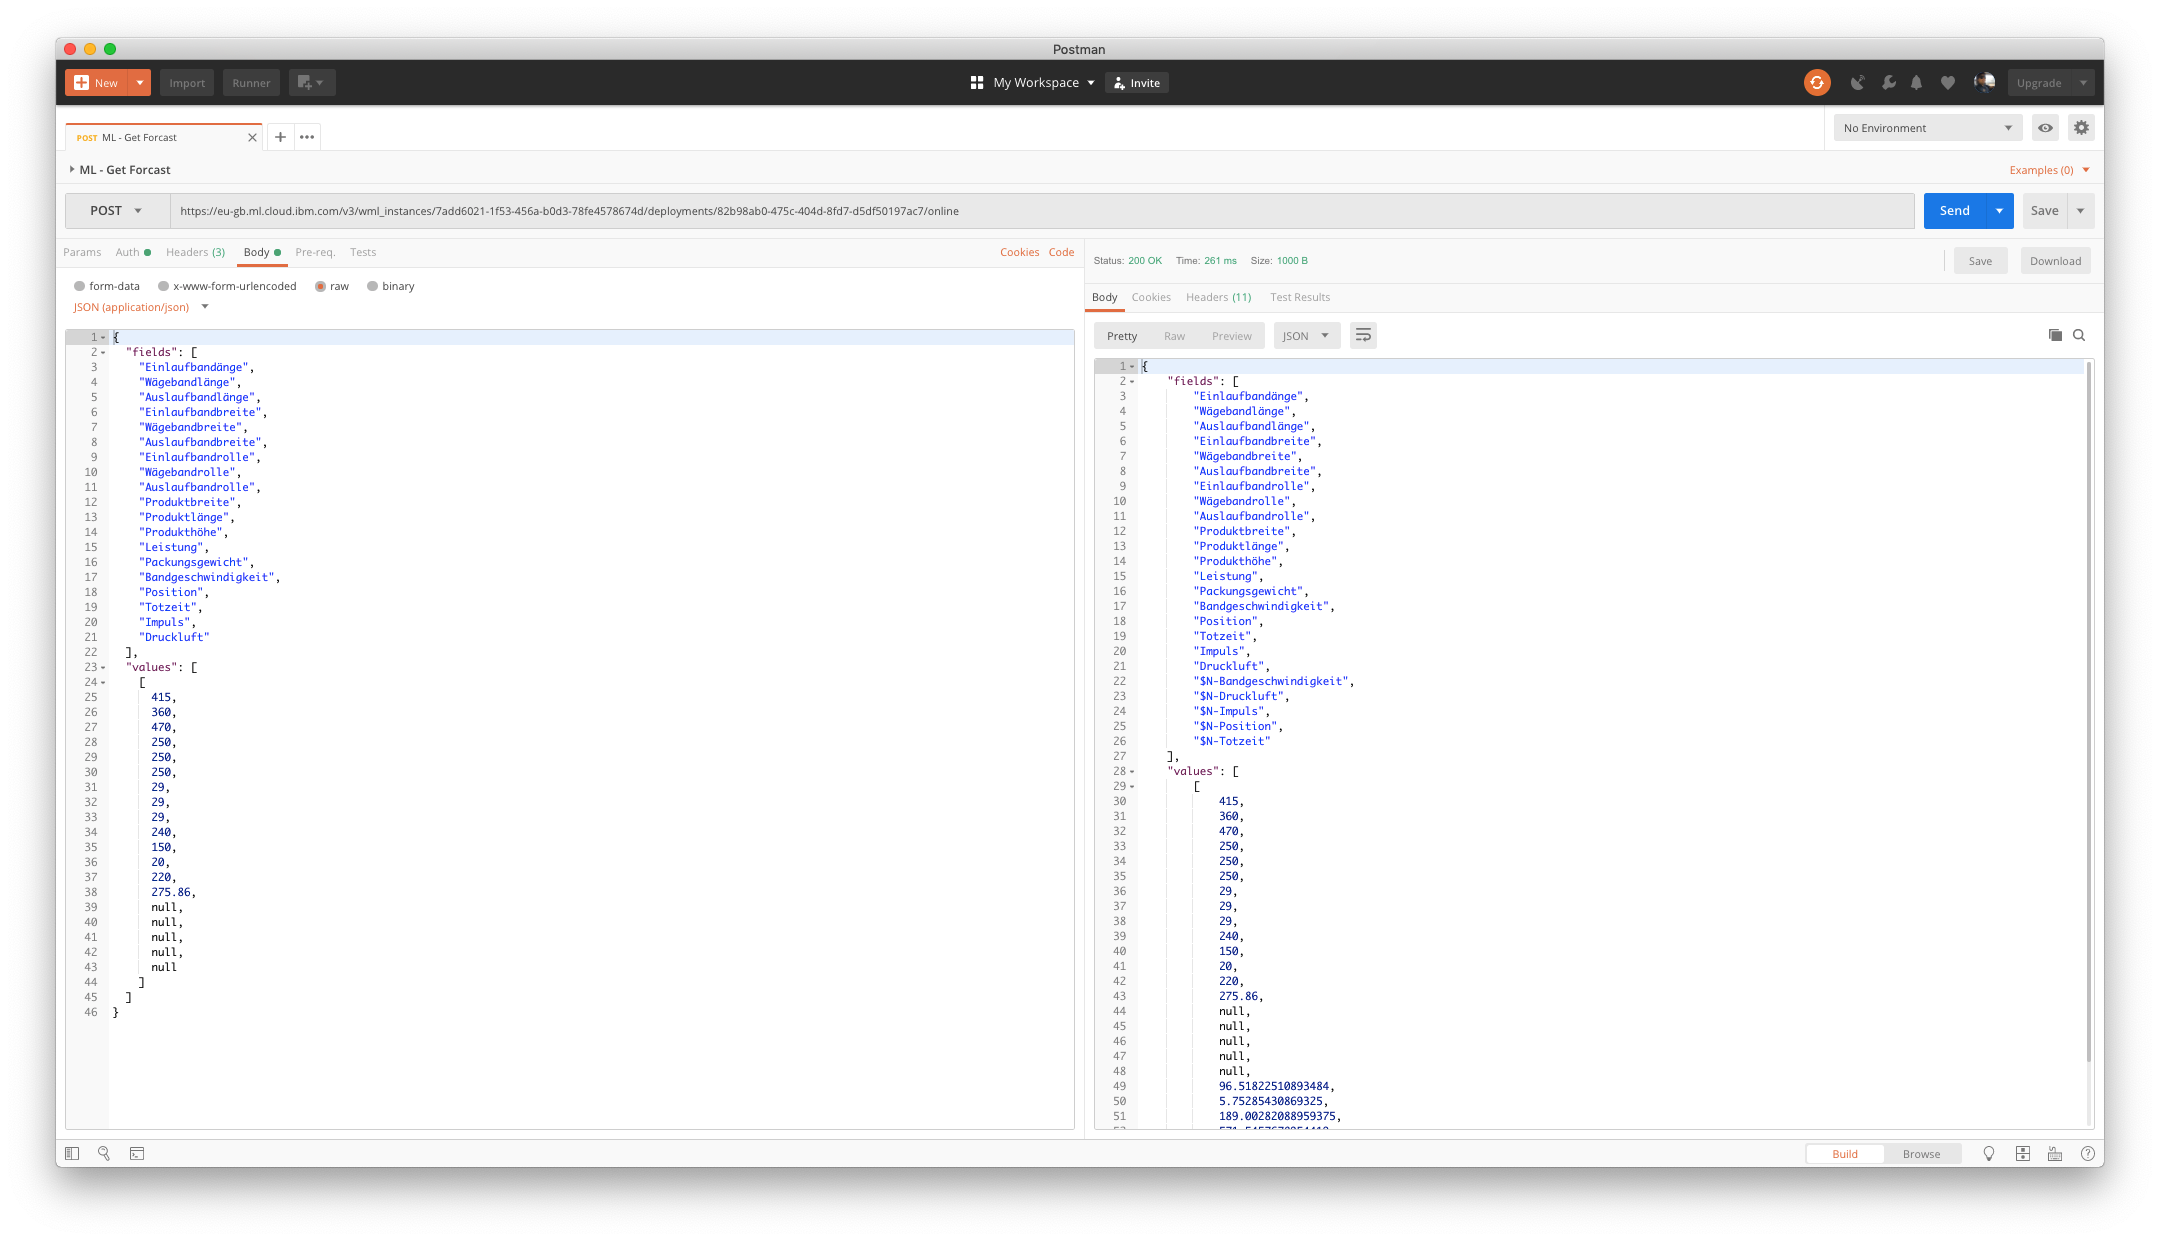 Postman
New
Import
Runner
My Workspace
Invite
Upgrade
POST ML - Get Forcast
No Environment
ML - Get Forcast
Examples (0)
POST
https://eu-gb.ml.cloud.ibm.com/v3/wml_instances/7add6021-1f53-456a-b0d3-78fe4578674d/deployments/82b98ab0-475c-404d-8fd7-d5df50197ac7/online
Send
Save
Params Auth Headers (3) Body Pre-req. Tests
Cookies Code
form-data x-www-form-urlencoded raw binary
JSON (application/json)
1 {
2 "fields": [
3 "Einlaufbandänge",
4 "Wägebandlänge",
5 "Auslaufbandlänge",
6 "Einlaufbandbreite",
7 "Wägebandbreite",
8 "Auslaufbandbreite",
9 "Einlaufbandrolle",
10 "Wägebandrolle",
11 "Auslaufbandrolle",
12 "Produktbreite",
13 "Produktlänge",
14 "Produkthöhe",
15 "Leistung",
16 "Packungsgewicht",
17 "Bandgeschwindigkeit",
18 "Position",
19 "Totzeit",
20 "Impuls",
21 "Druckluft"
22 ],
23 "values": [
24 [
25 415,
26 360,
27 470,
28 250,
29 250,
30 250,
31 29,
32 29,
33 29,
34 240,
35 150,
36 20,
37 220,
38 275.86,
39 null,
40 null,
41 null,
42 null,
43 null
44 ]
45 ]
46 }
Status: 200 OK Time: 261 ms Size: 1000 B
Save
Download
Body Cookies Headers (11) Test Results
Pretty Raw Preview JSON
1 {
2 "fields": [
3 "Einlaufbandänge",
4 "Wägebandlänge",
5 "Auslaufbandlänge",
6 "Einlaufbandbreite",
7 "Wägebandbreite",
8 "Auslaufbandbreite",
9 "Einlaufbandrolle",
10 "Wägebandrolle",
11 "Auslaufbandrolle",
12 "Produktbreite",
13 "Produktlänge",
14 "Produkthöhe",
15 "Leistung",
16 "Packungsgewicht",
17 "Bandgeschwindigkeit",
18 "Position",
19 "Totzeit",
20 "Impuls",
21 "Druckluft",
22 "$N-Bandgeschwindigkeit",
23 "$N-Druckluft",
24 "$N-Impuls",
25 "$N-Position",
26 "$N-Totzeit"
27 ],
28 "values": [
29 [
30 415,
31 360,
32 470,
33 250,
34 250,
35 250,
36 29,
37 29,
38 29,
39 240,
40 150,
41 20,
42 220,
43 275.86,
44 null,
45 null,
46 null,
47 null,
48 null,
49 96.51822510893484,
50 5.75285430869325,
51 189.00282088959375,
Build
Browse